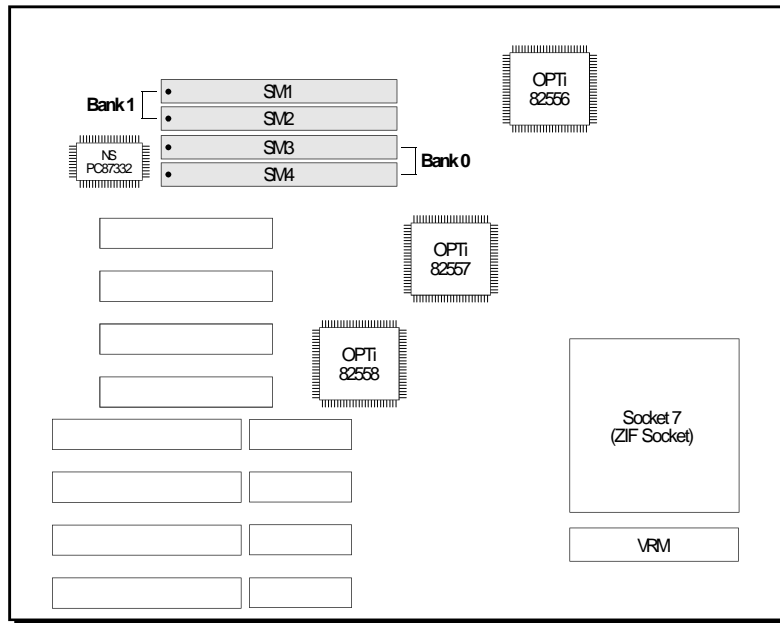 OPTi
82556
SM1
Bank 1
SM2
SM3
Bank 0
SM4
NS
PC87332
OPTi
82557
OPTi
82558
Socket 7
(ZIF Socket)
VRM